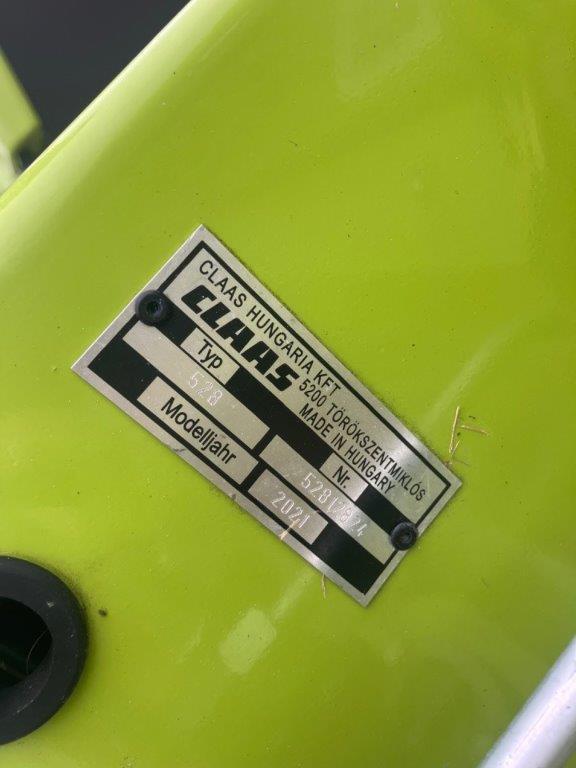 CLAAS HUNGARIA KFT
CLAAS 5200 TÖRÖKSZENTMIKLÓS
MADE IN HUNGARY
Typ Nr.
528
Modelljahr 2021